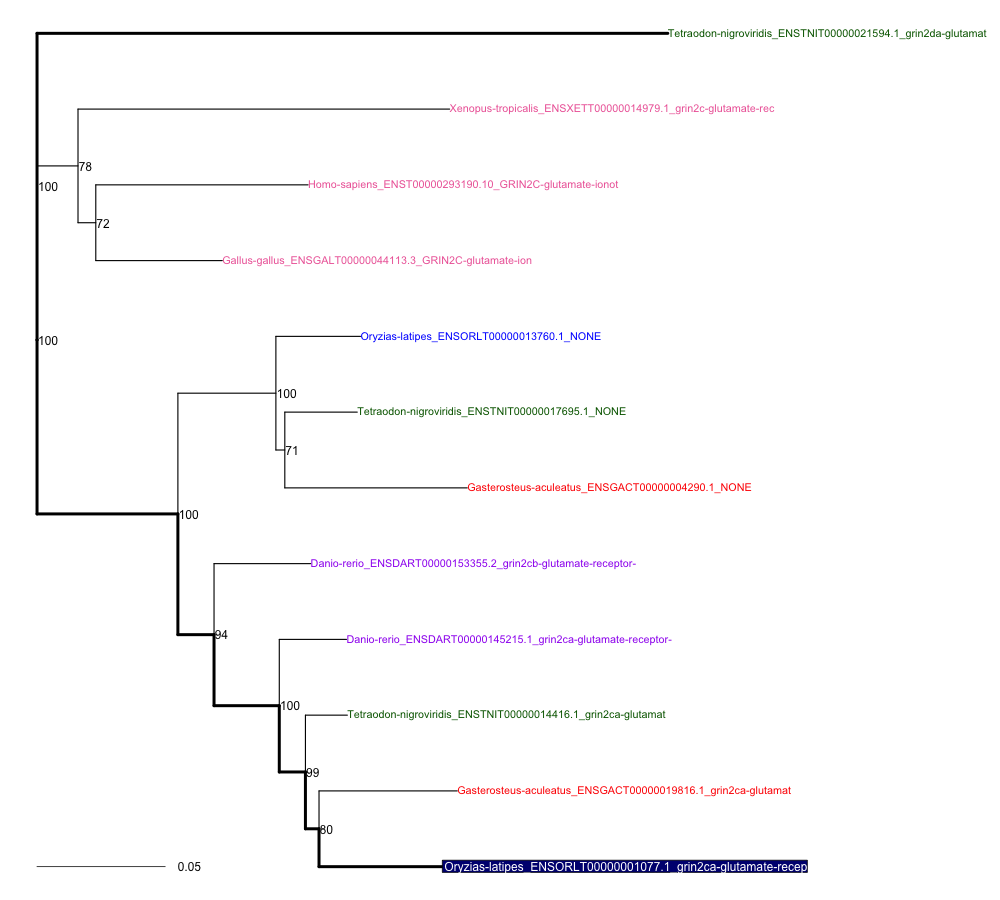 Tetraodon-nigroviridis_ENSTNIT00000021594.1_grin2da-glutamat
Xenopus-tropicalis_ENSXETT00000014979.1_grin2c-glutamate-rec
78
Homo-sapiens_ENST00000293190.10_GRIN2C-glutamate-ionot
100
72
Gallus-gallus_ENSGALT00000044113.3_GRIN2C-glutamate-ion
Oryzias-latipes_ENSORLT00000013760.1_NONE
100
100
Tetraodon-nigroviridis_ENSTNIT00000017695.1_NONE
71
Gasterosteus-aculeatus_ENSGACT00000004290.1_NONE
100
Danio-rerio_ENSDART00000153355.2_grin2cb-glutamate-receptor-
94
Danio-rerio_ENSDART00000145215.1_grin2ca-glutamate-receptor-
100
Tetraodon-nigroviridis_ENSTNIT00000014416.1_grin2ca-glutamat
99
Gasterosteus-aculeatus_ENSGACT00000019816.1_grin2ca-glutamat
80
Oryzias-latipes_ENSORLT00000001077.1_grin2ca-glutamate-recep
0.05